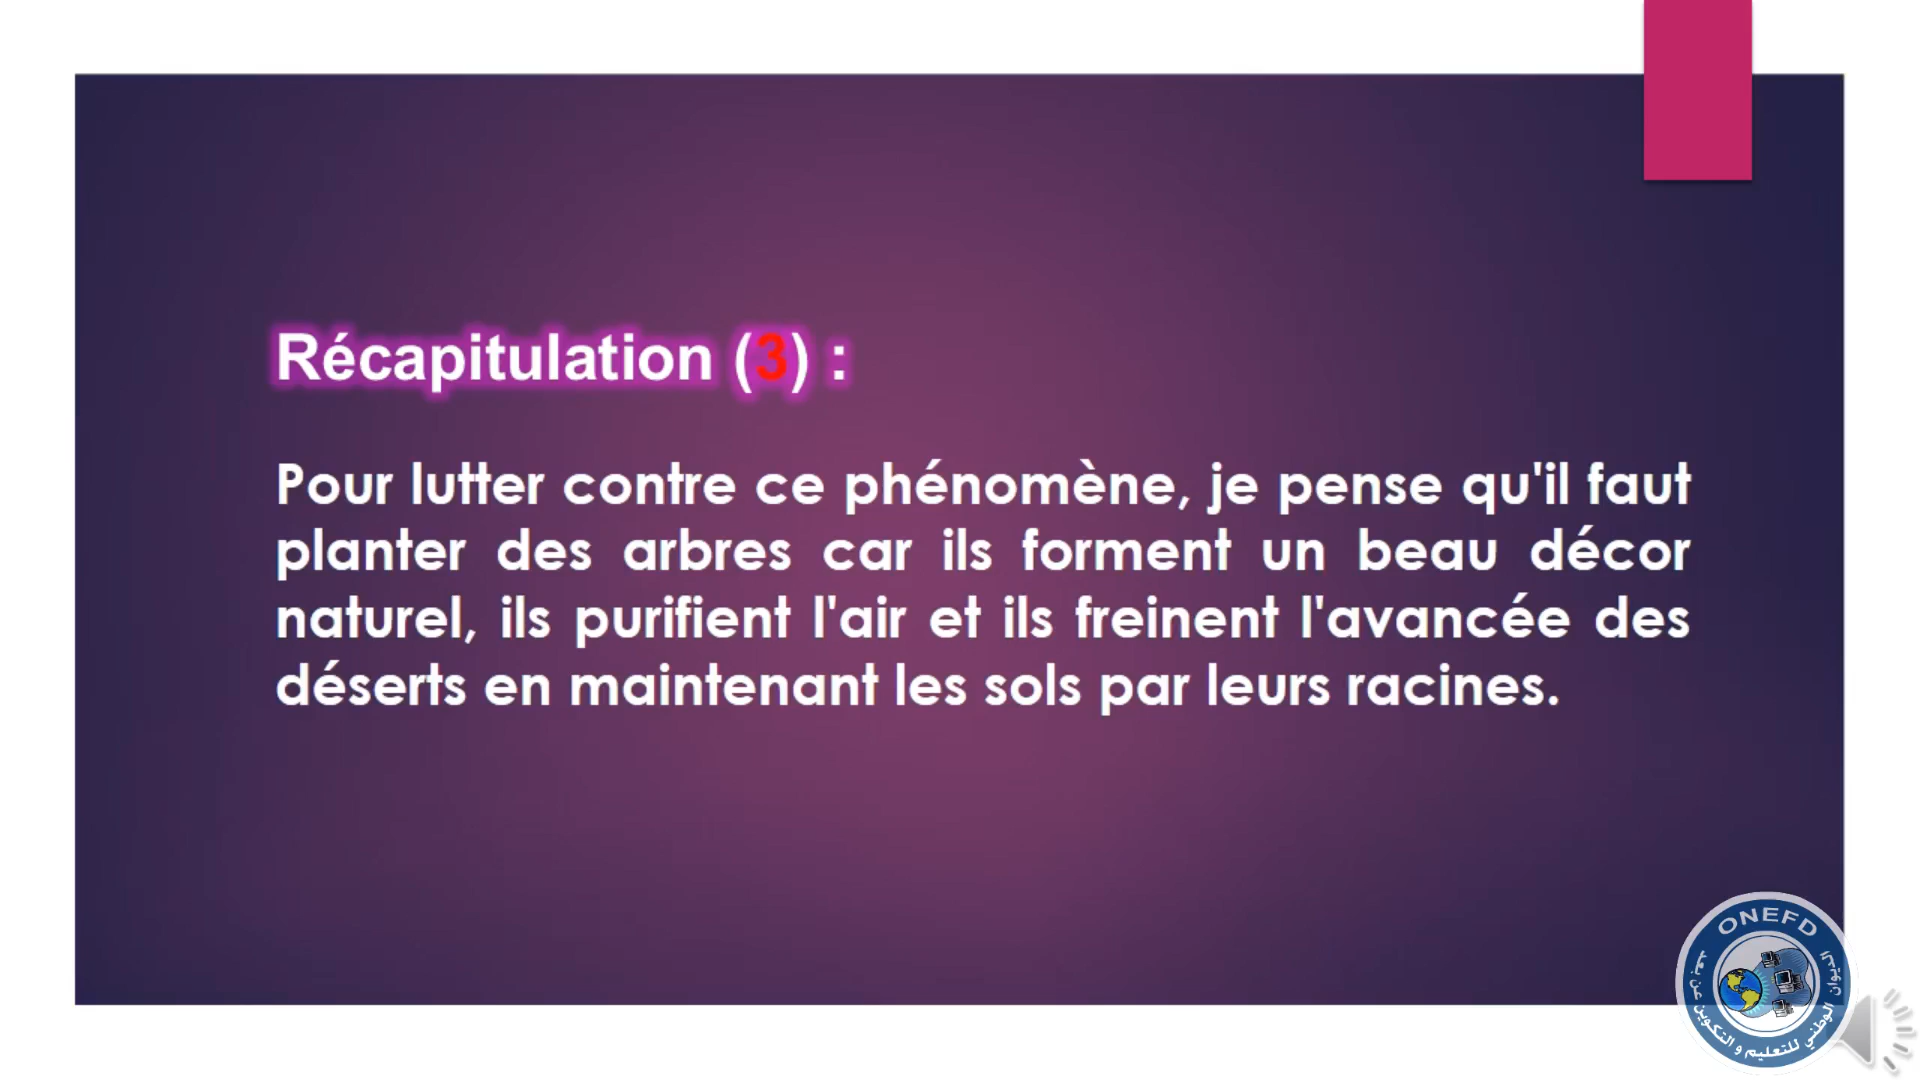 Récapitulation (3) :
Pour lutter contre ce phénomène, je pense qu'il faut
planter des arbres car ils forment un beau décor
naturel, ils purifient l'air et ils freinent l'avancée des
déserts en maintenant les sols par leurs racines.
ONEFD
الديوان الوطني للتعليم و التكوين عن بعد